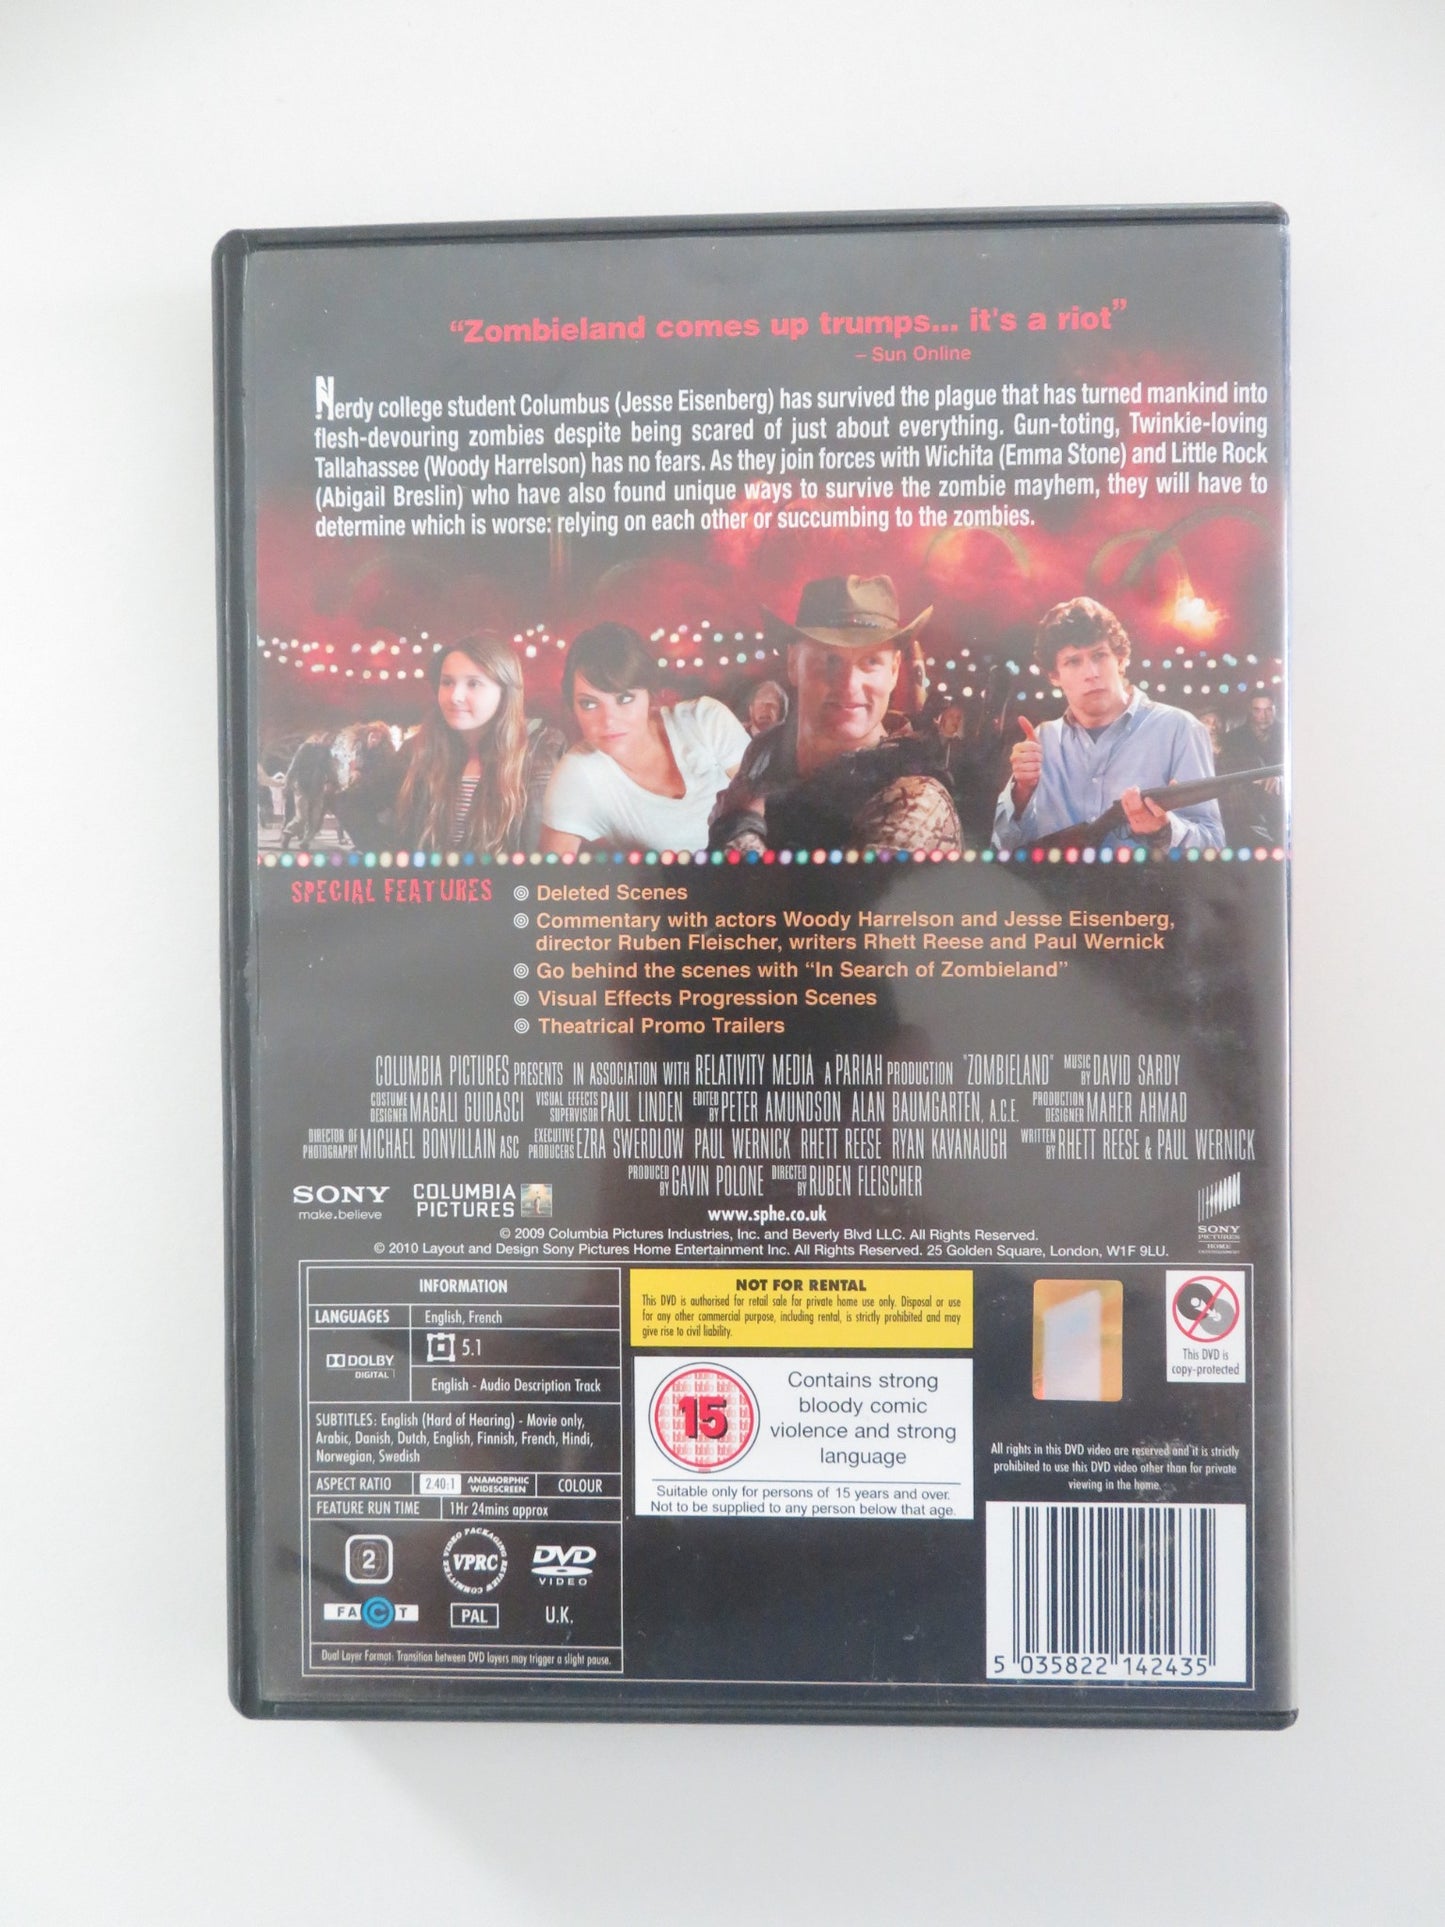 “Zombieland comes up trumps... it's a riot”
– Sun Online
Nerdy college student Columbus (Jesse Eisenberg) has survived the plague that has turned mankind into
flesh-devouring zombies despite being scared of just about everything. Gun-toting, Twinkie-loving
Tallahassee (Woody Harrelson) has no fears. As they join forces with Wichita (Emma Stone) and Little Rock
(Abigail Breslin) who have also found unique ways to survive the zombie mayhem, they will have to
determine which is worse: relying on each other or succumbing to the zombies.
SPECIAL FEATURES
Deleted Scenes
Commentary with actors Woody Harrelson and Jesse Eisenberg,
director Ruben Fleischer, writers Rhett Reese and Paul Wernick
Go behind the scenes with “In Search of Zombieland”
Visual Effects Progression Scenes
Theatrical Promo Trailers
COLUMBIA PICTURES PRESENTS IN ASSOCIATION WITH RELATIVITY MEDIA A PARIAH PRODUCTION "ZOMBIELAND" MUSIC BY DAVID SARDY
COSTUME DESIGNER MAGALI GUIDASCI VISUAL EFFECTS SUPERVISOR PAUL LINDEN EDITED BY PETER AMUNDSON ALAN BAUMGARTEN, A.C.E. PRODUCTION DESIGNER MAHER AHMAD
DIRECTOR OF PHOTOGRAPHY MICHAEL BONVILLAIN ASC EXECUTIVE PRODUCERS EZRA SWERDLOW PAUL WERNICK RHETT REESE RYAN KAVANAUGH WRITTEN BY RHETT REESE & PAUL WERNICK
PRODUCED BY GAVIN POLONE DIRECTED BY RUBEN FLEISCHER
SONY
make.believe
COLUMBIA
PICTURES
www.sphe.co.uk
SONY
PICTURES
HOME
ENTERTAINMENT
© 2009 Columbia Pictures Industries, Inc. and Beverly Blvd LLC. All Rights Reserved.
© 2010 Layout and Design Sony Pictures Home Entertainment Inc. All Rights Reserved. 25 Golden Square, London, W1F 9LU.
INFORMATION
LANGUAGES English, French
DOLBY
DIGITAL
5.1
English - Audio Description Track
SUBTITLES: English (Hard of Hearing) - Movie only,
Arabic, Danish, Dutch, English, Finnish, French, Hindi,
Norwegian, Swedish
ASPECT RATIO 2.40:1 ANAMORPHIC WIDESCREEN COLOUR
FEATURE RUN TIME 1Hr 24mins approx
2
VIDEO PACKAGING REVIEW COMMITTEE
VPRC
DVD
VIDEO
FACT
PAL
U.K.
Dual Layer Format: Transition between DVD layers may trigger a slight pause.
NOT FOR RENTAL
This DVD is authorised for retail sale for private home use only. Disposal or use
for any other commercial purpose, including rental, is strictly prohibited and may
give rise to civil liability.
15
Contains strong
bloody comic
violence and strong
language
Suitable only for persons of 15 years and over.
Not to be supplied to any person below that age.
This DVD is
copy-protected
All rights in this DVD video are reserved and it is strictly
prohibited to use this DVD video other than for private
viewing in the home
5 035822 142435